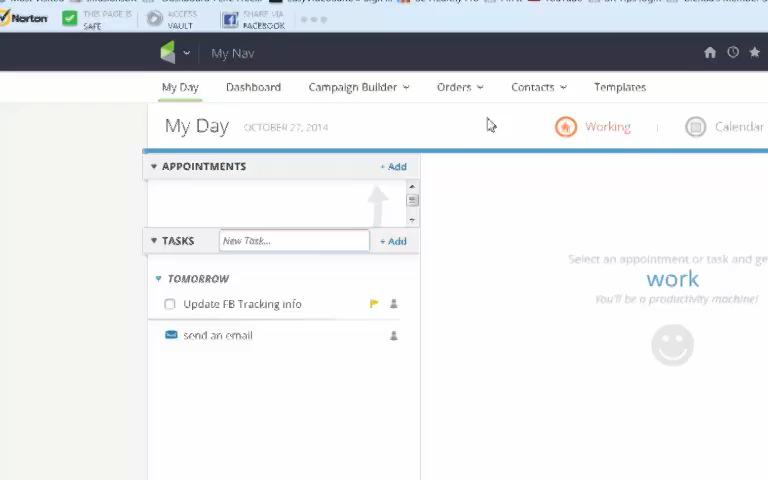 Norton
THIS PAGE IS SAFE
ACCESS VAULT
SHARE VIA FACEBOOK
My Nav
My Day Dashboard Campaign Builder Orders Contacts Templates
My Day OCTOBER 27, 2014 Working Calendar
APPOINTMENTS + Add
TASKS New Task... + Add
TOMORROW
Update FB Tracking info
send an email
Select an appointment or task and ge
work
You'll be a productivity machine!